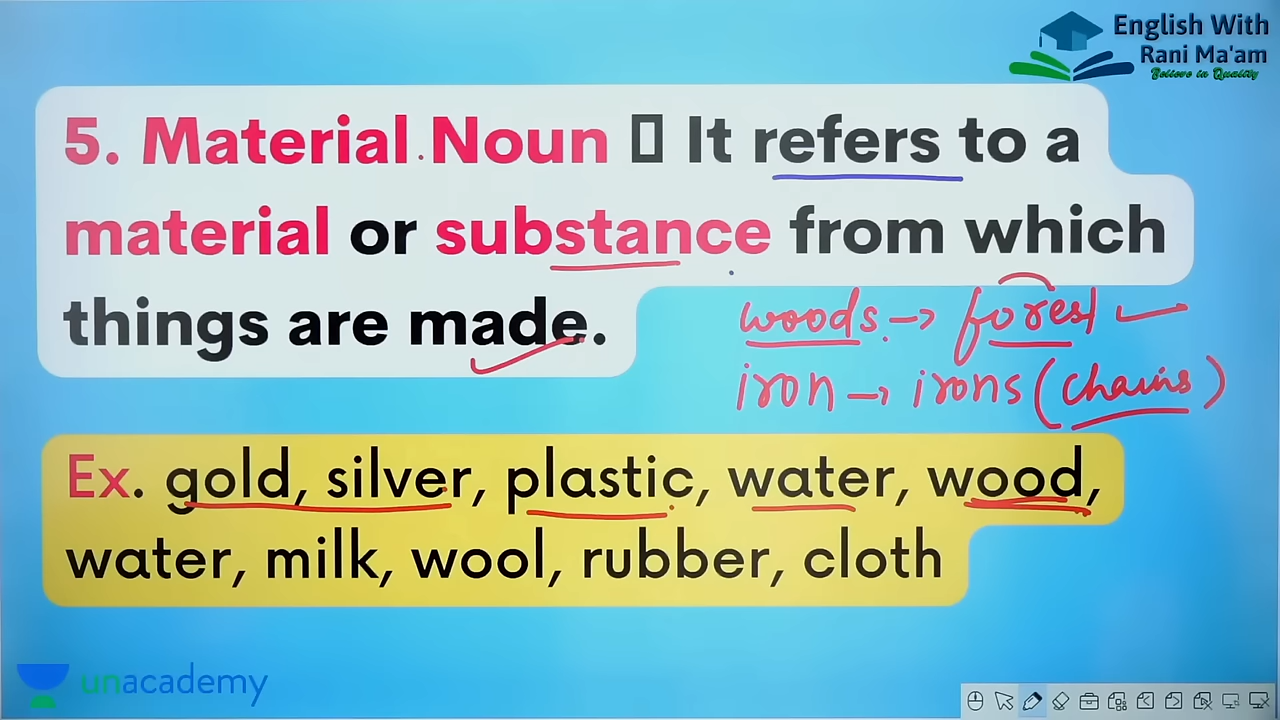 English With
Rani Ma'am
Believe in Quality
5. Material Noun ▯ It refers to a
material or substance from which
things are made.
woods → forest
iron → irons (chains)
Ex. gold, silver, plastic, water, wood,
water, milk, wool, rubber, cloth
unacademy